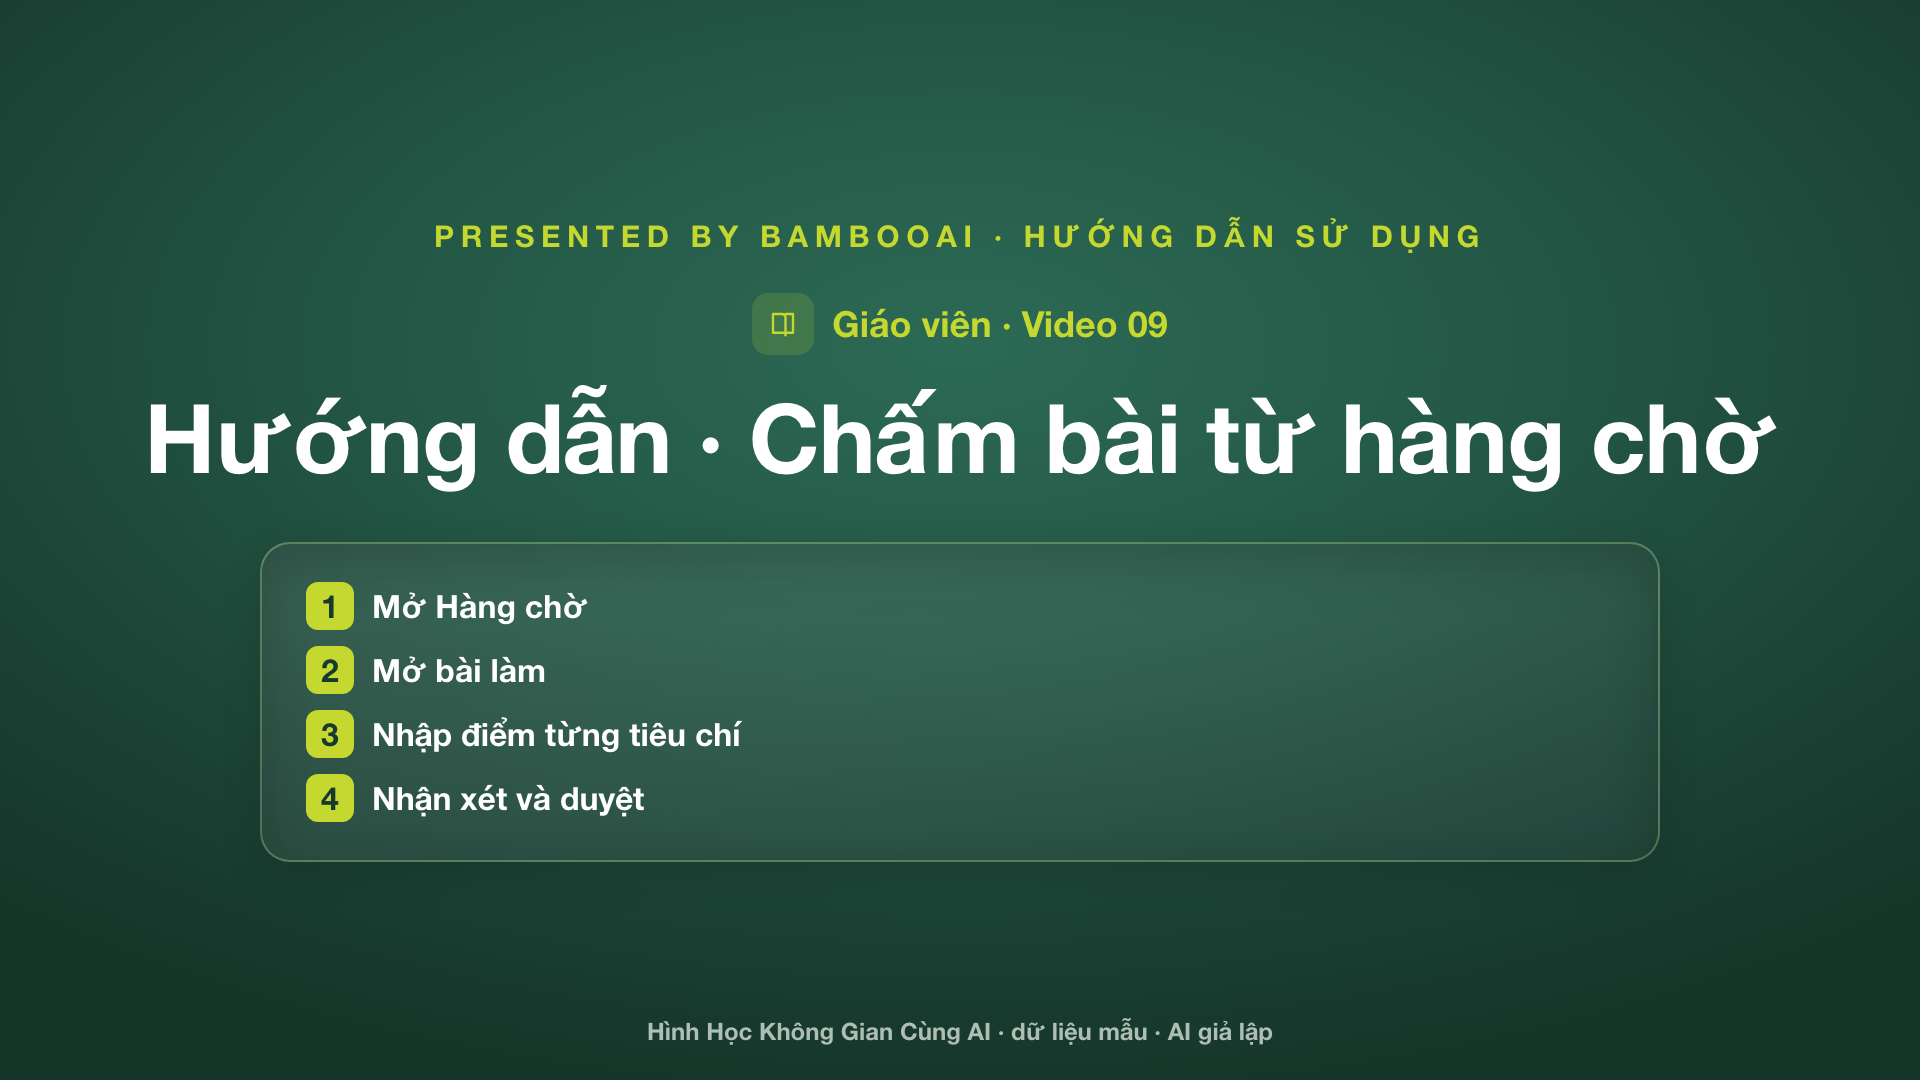 PRESENTED BY BAMBOOAI · HƯỚNG DẪN SỬ DỤNG
Giáo viên · Video 09
Hướng dẫn · Chấm bài từ hàng chờ
1 Mở Hàng chờ
2 Mở bài làm
3 Nhập điểm từng tiêu chí
4 Nhận xét và duyệt
Hình Học Không Gian Cùng AI · dữ liệu mẫu · AI giả lập